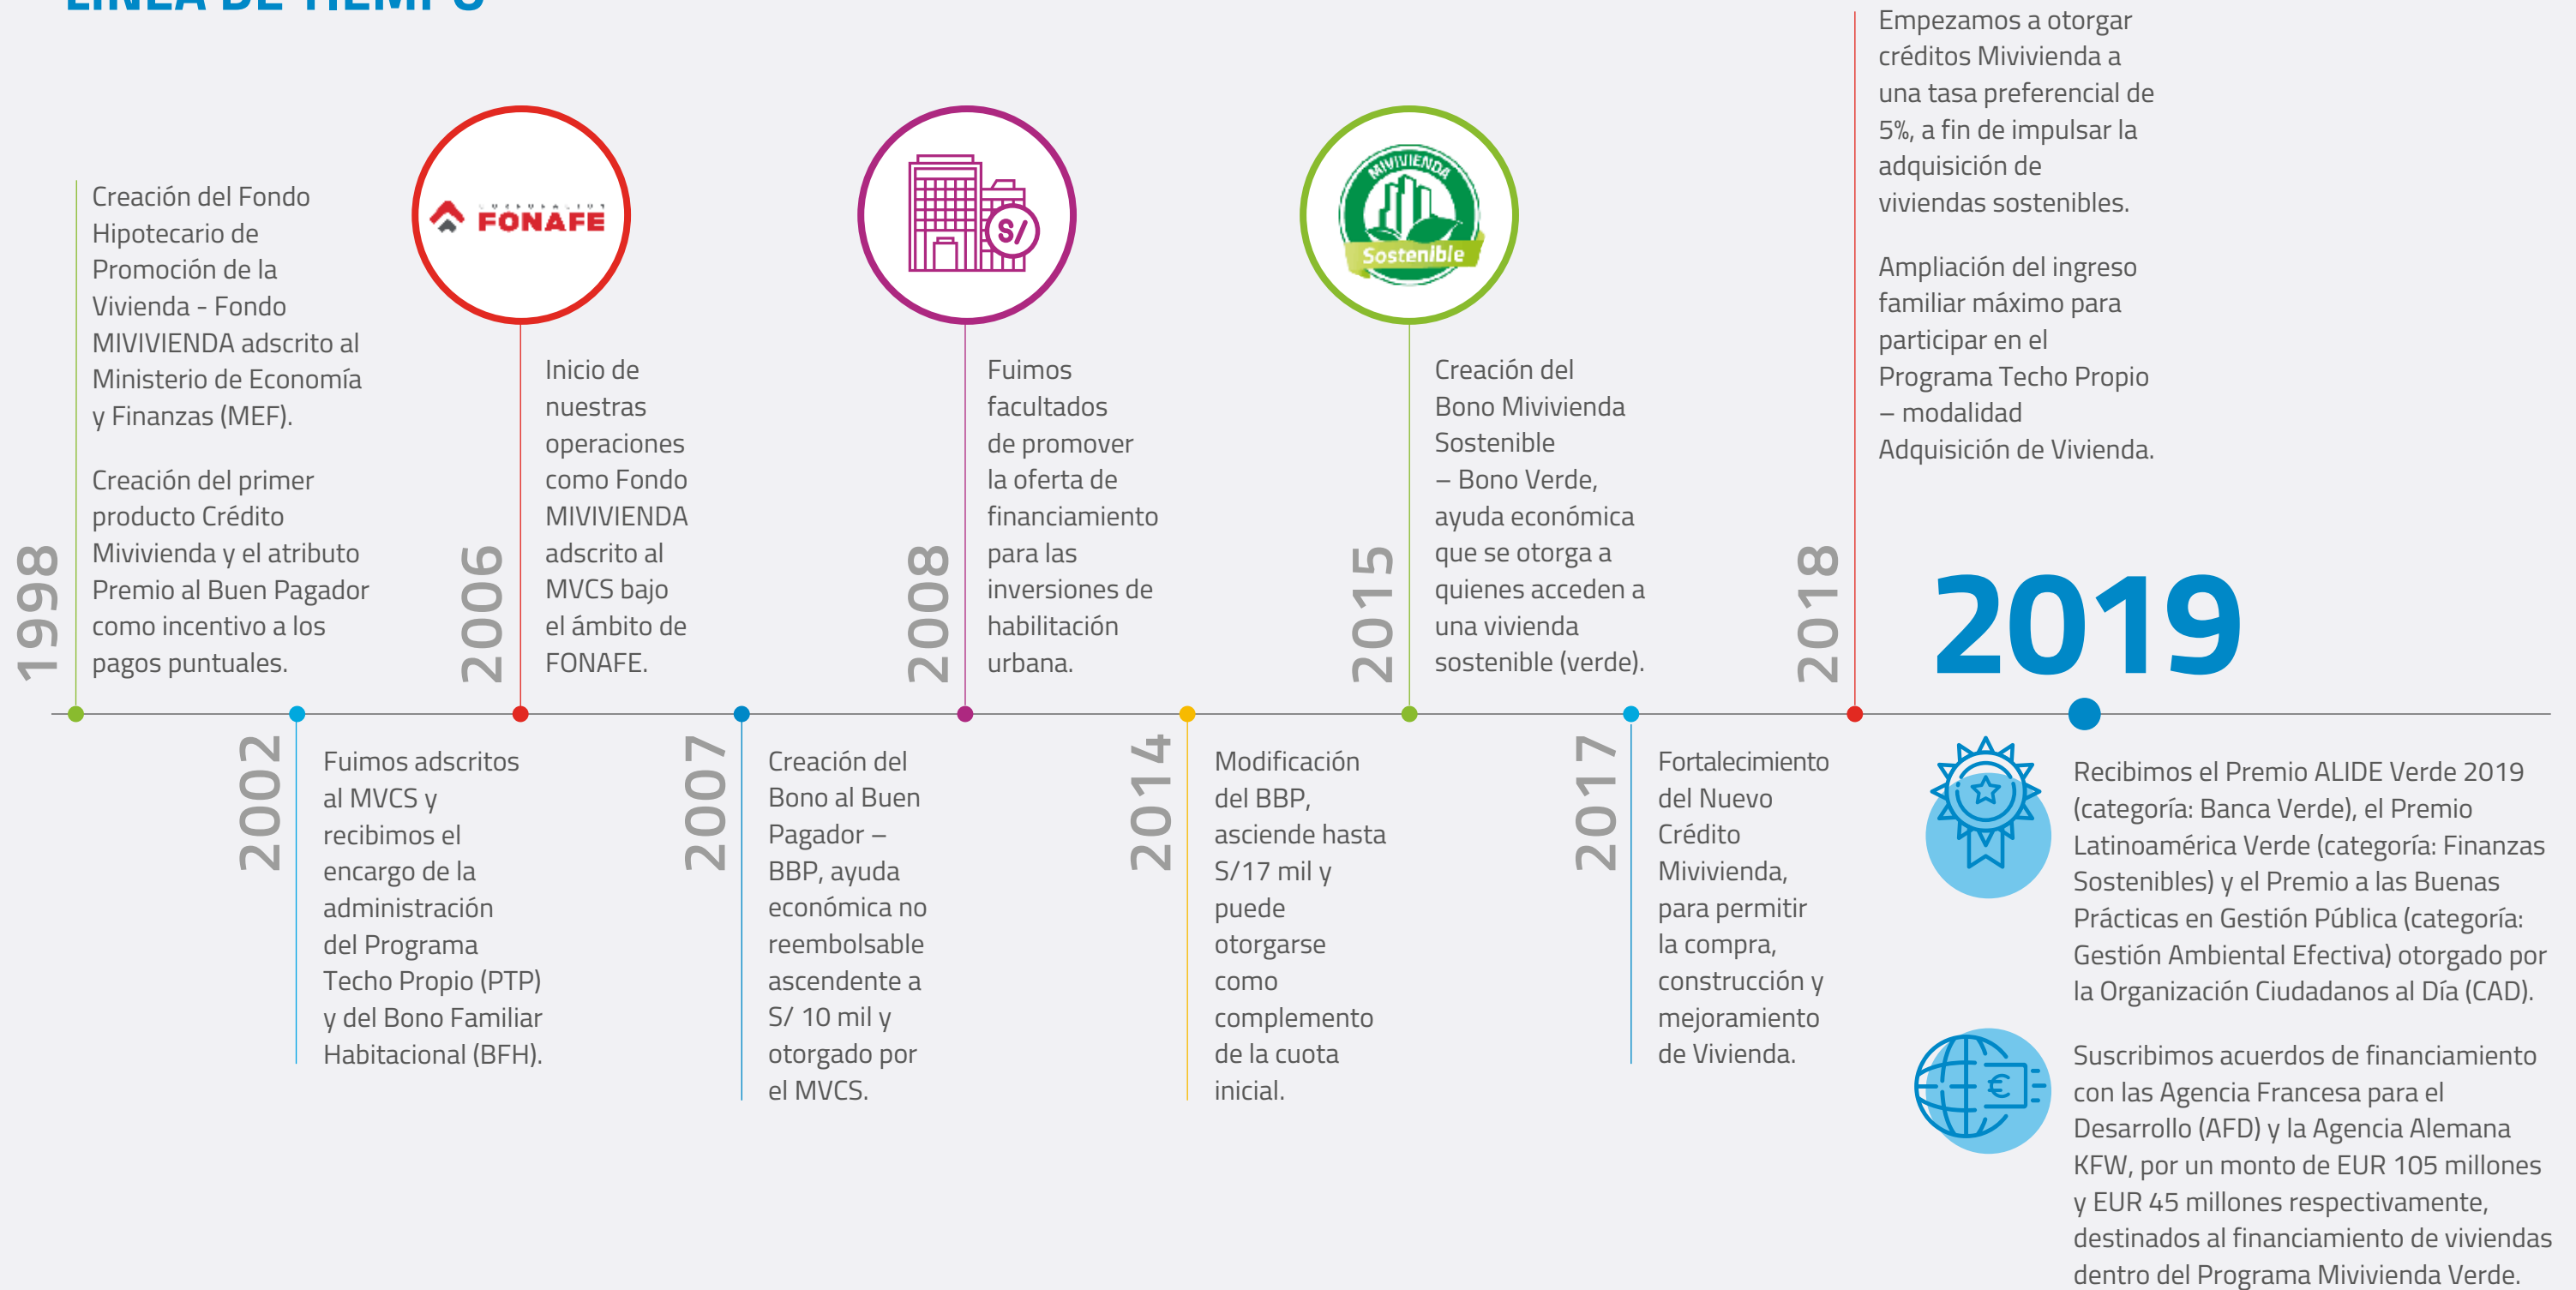 LÍNEA DE TIEMPO
1998
Creación del Fondo
Hipotecario de
Promoción de la
Vivienda - Fondo
MIVIVIENDA adscrito al
Ministerio de Economía
y Finanzas (MEF).
Creación del primer
producto Crédito
Mivivienda y el atributo
Premio al Buen Pagador
como incentivo a los
pagos puntuales.
2002
Fuimos adscritos
al MVCS y
recibimos el
encargo de la
administración
del Programa
Techo Propio (PTP)
y del Bono Familiar
Habitacional (BFH).
FONAFE
2006
Inicio de
nuestras
operaciones
como Fondo
MIVIVIENDA
adscrito al
MVCS bajo
el ámbito de
FONAFE.
2007
Creación del
Bono al Buen
Pagador –
BBP, ayuda
económica no
reembolsable
ascendente a
S/ 10 mil y
otorgado por
el MVCS.
S/
2008
Fuimos
facultados
de promover
la oferta de
financiamiento
para las
inversiones de
habilitación
urbana.
2014
Modificación
del BBP,
asciende hasta
S/17 mil y
puede
otorgarse
como
complemento
de la cuota
inicial.
MIVIVIENDA
Sostenible
2015
Creación del
Bono Mivivienda
Sostenible
– Bono Verde,
ayuda económica
que se otorga a
quienes acceden a
una vivienda
sostenible (verde).
2017
Fortalecimiento
del Nuevo
Crédito
Mivivienda,
para permitir
la compra,
construcción y
mejoramiento
de Vivienda.
2018
Empezamos a otorgar
créditos Mivivienda a
una tasa preferencial de
5%, a fin de impulsar la
adquisición de
viviendas sostenibles.
Ampliación del ingreso
familiar máximo para
participar en el
Programa Techo Propio
– modalidad
Adquisición de Vivienda.
2019
Recibimos el Premio ALIDE Verde 2019
(categoría: Banca Verde), el Premio
Latinoamérica Verde (categoría: Finanzas
Sostenibles) y el Premio a las Buenas
Prácticas en Gestión Pública (categoría:
Gestión Ambiental Efectiva) otorgado por
la Organización Ciudadanos al Día (CAD).
€
Suscribimos acuerdos de financiamiento
con las Agencia Francesa para el
Desarrollo (AFD) y la Agencia Alemana
KFW, por un monto de EUR 105 millones
y EUR 45 millones respectivamente,
destinados al financiamiento de viviendas
dentro del Programa Mivivienda Verde.